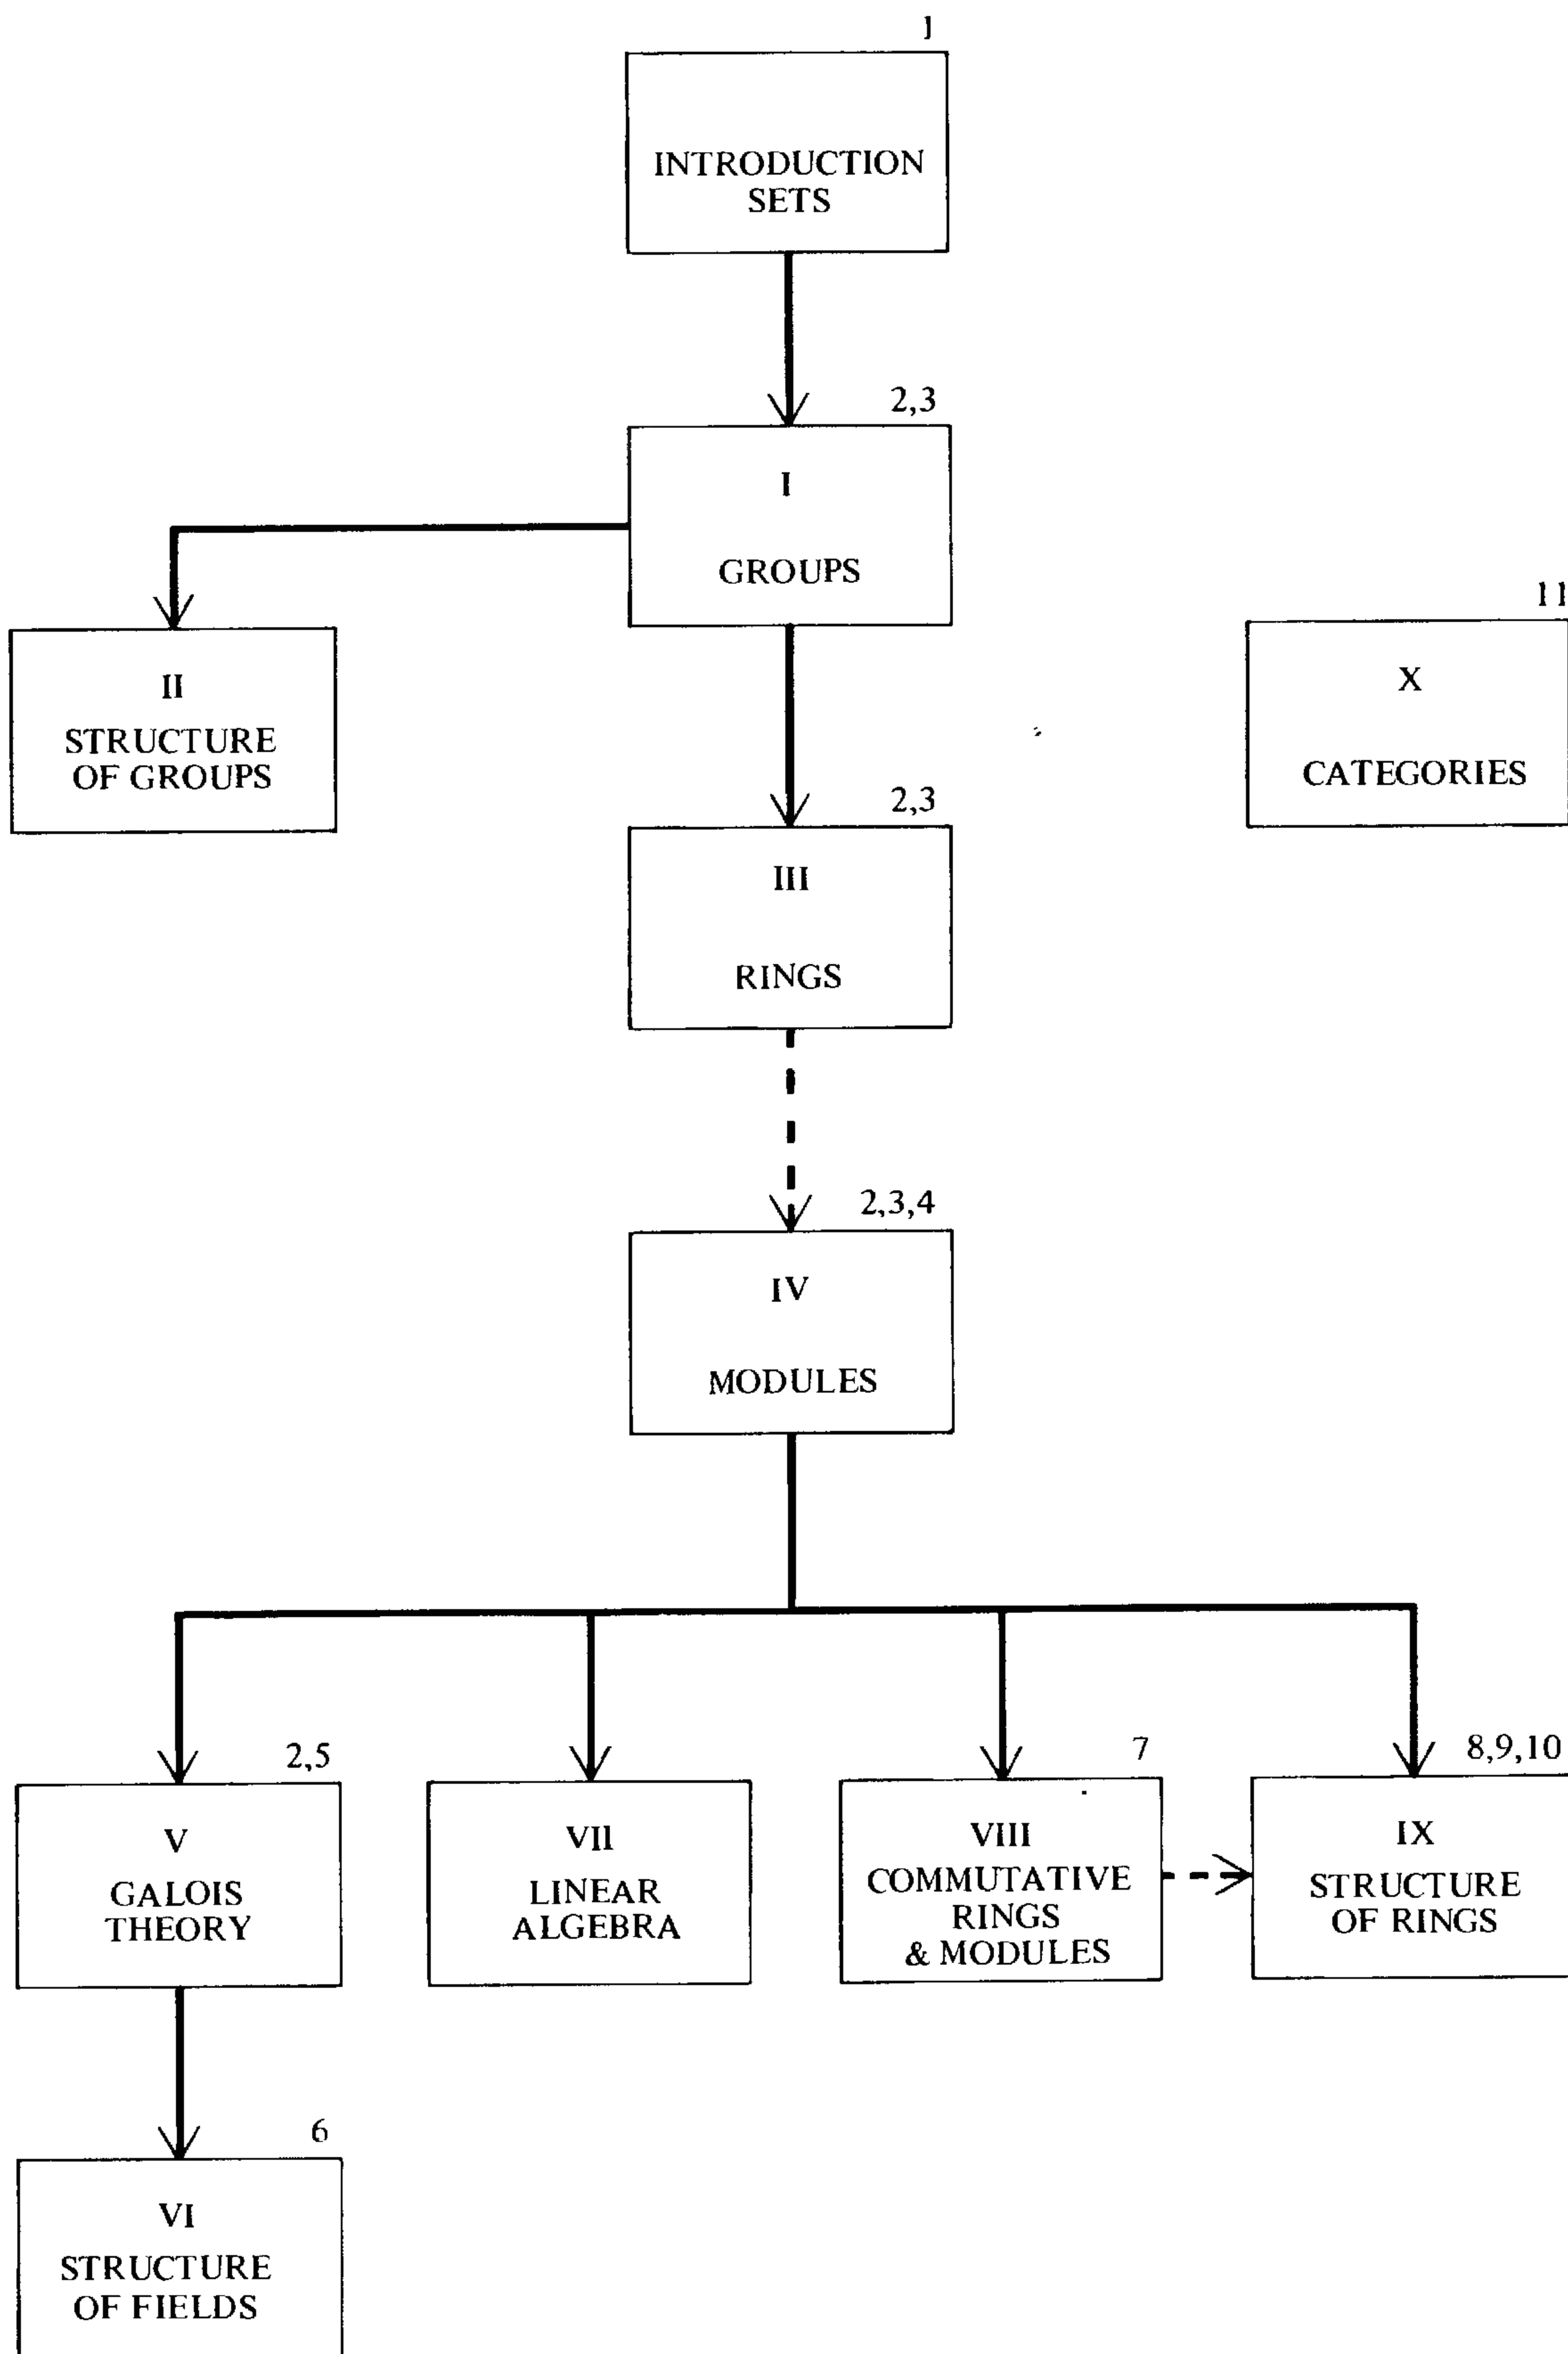 1
INTRODUCTION
SETS
2,3
I
GROUPS
II
STRUCTURE
OF GROUPS
11
X
CATEGORIES
2,3
III
RINGS
2,3,4
IV
MODULES
2,5
V
GALOIS
THEORY
VII
LINEAR
ALGEBRA
7
VIII
COMMUTATIVE
RINGS
& MODULES
8,9,10
IX
STRUCTURE
OF RINGS
6
VI
STRUCTURE
OF FIELDS